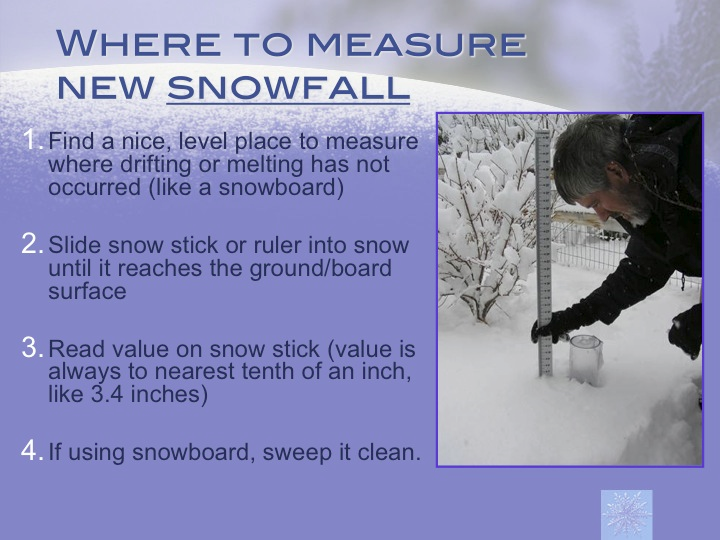 WHERE TO MEASURE
NEW SNOWFALL
1. Find a nice, level place to measure
where drifting or melting has not
occurred (like a snowboard)
2. Slide snow stick or ruler into snow
until it reaches the ground/board
surface
3. Read value on snow stick (value is
always to nearest tenth of an inch,
like 3.4 inches)
4. If using snowboard, sweep it clean.